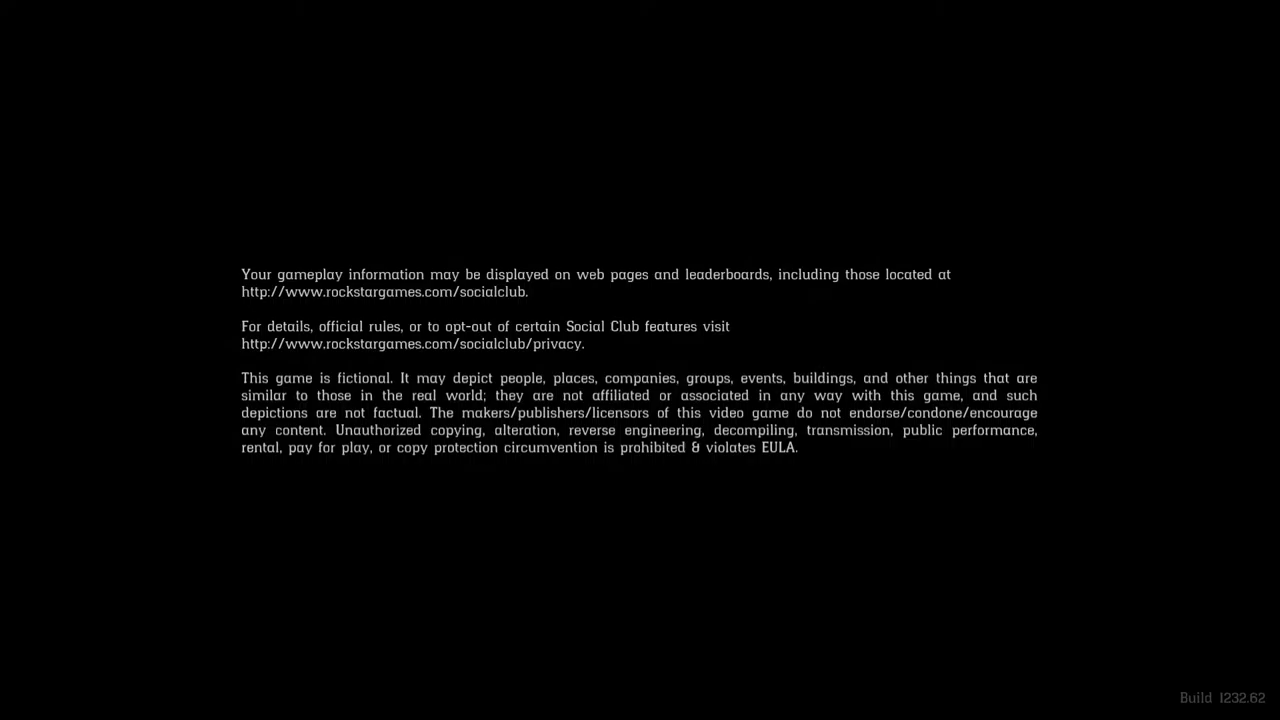 Your gameplay information may be displayed on web pages and leaderboards, including those located at
http://www.rockstargames.com/socialclub.
For details, official rules, or to opt-out of certain Social Club features visit
http://www.rockstargames.com/socialclub/privacy.
This game is fictional. It may depict people, places, companies, groups, events, buildings, and other things that are
similar to those in the real world; they are not affiliated or associated in any way with this game, and such
depictions are not factual. The makers/publishers/licensors of this video game do not endorse/condone/encourage
any content. Unauthorized copying, alteration, reverse engineering, decompiling, transmission, public performance,
rental, pay for play, or copy protection circumvention is prohibited & violates EULA.
Build 1232.62